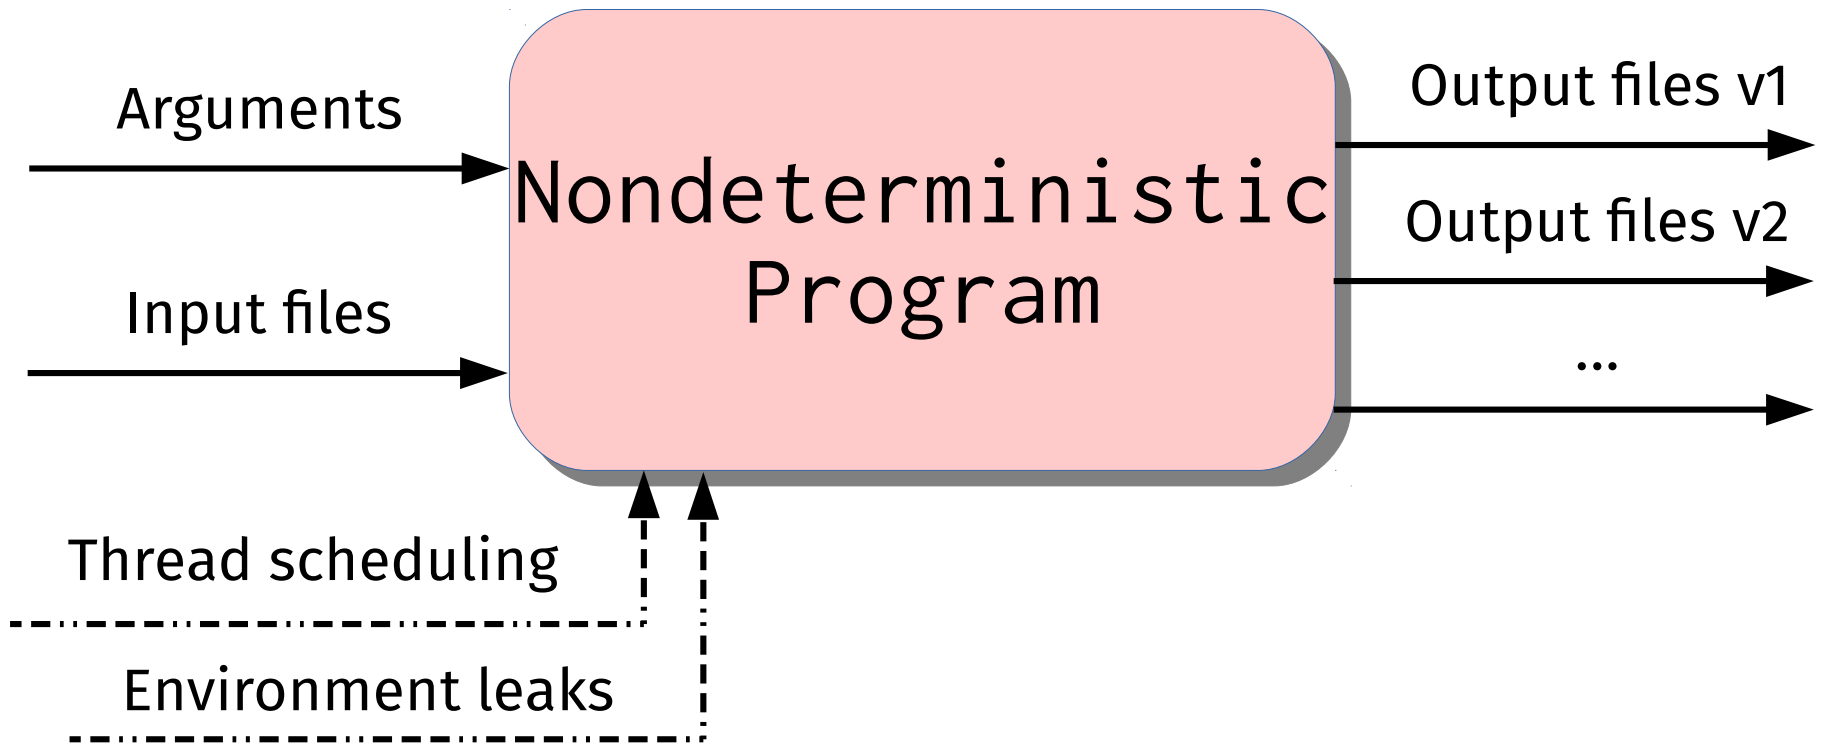 Arguments
Input files
Nondeterministic
Program
Output files v1
Output files v2
...
Thread scheduling
Environment leaks